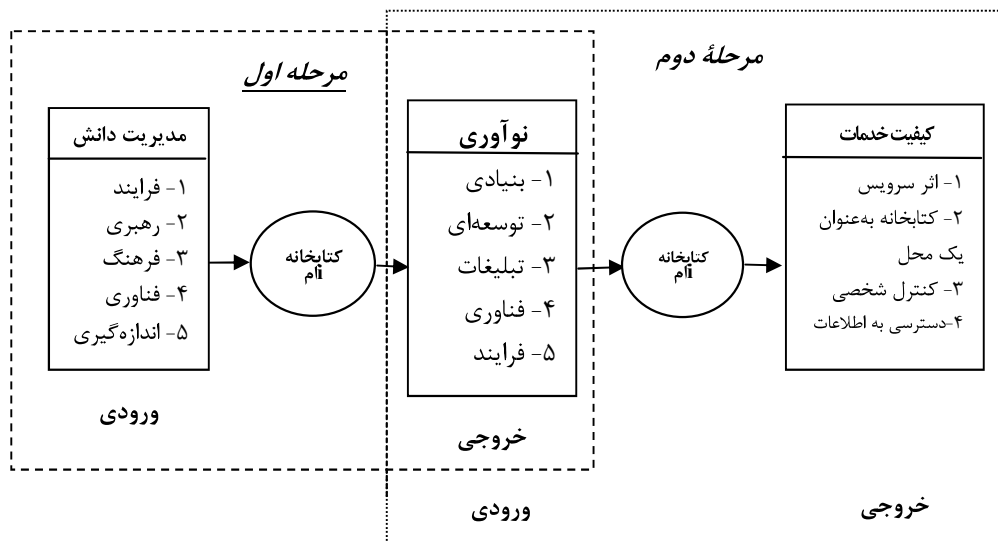 مرحلهٔ دوم
مرحله اول
مدیریت دانش
۱- فرایند
۲- رهبری
۳- فرهنگ
۴- فناوری
۵- اندازه‌گیری
ورودی
کتابخانه
iام
نوآوری
۱- بنیادی
۲- توسعه‌ای
۳- تبلیغات
۴- فناوری
۵- فرایند
خروجی
ورودی
کتابخانه
iام
کیفیت خدمات
۱- اثر سرویس
۲- کتابخانه به‌عنوان
یک محل
۳- کنترل شخصی
۴-دسترسی به اطلاعات
خروجی